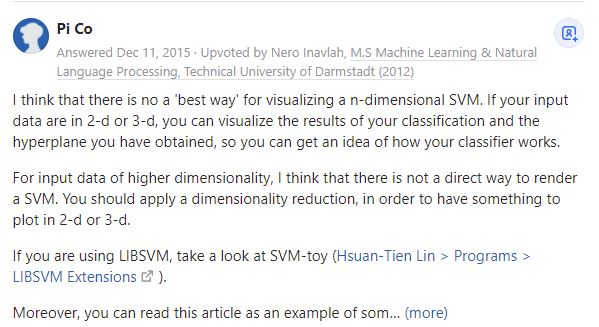 Pi Co
Answered Dec 11, 2015 · Upvoted by Nero Inavlah, M.S Machine Learning & Natural
Language Processing, Technical University of Darmstadt (2012)
I think that there is no a 'best way' for visualizing a n-dimensional SVM. If your input
data are in 2-d or 3-d, you can visualize the results of your classification and the
hyperplane you have obtained, so you can get an idea of how your classifier works.
For input data of higher dimensionality, I think that there is not a direct way to render
a SVM. You should apply a dimensionality reduction, in order to have something to
plot in 2-d or 3-d.
If you are using LIBSVM, take a look at SVM-toy (Hsuan-Tien Lin > Programs >
LIBSVM Extensions ).
Moreover, you can read this article as an example of som... (more)